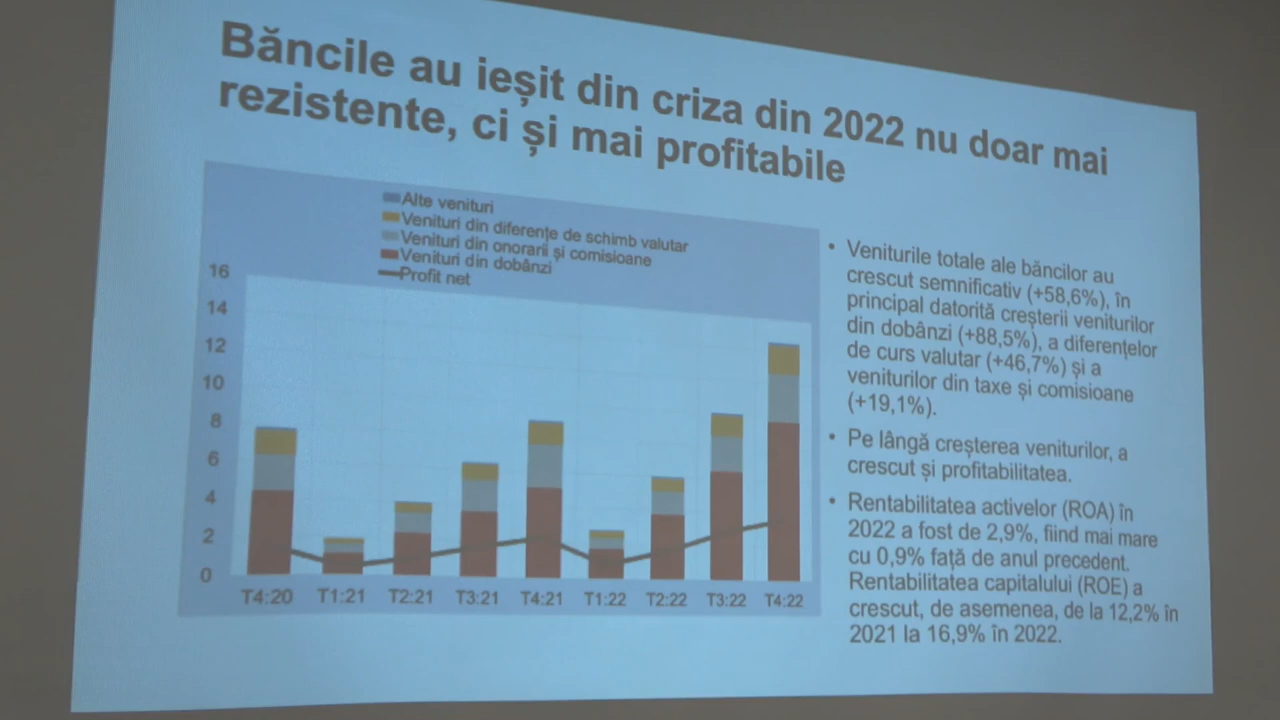 Băncile au ieșit din criza din 2022 nu doar mai
rezistente, ci și mai profitabile
Alte venituri
Venituri din diferențe de schimb valutar
Venituri din onorarii și comisioane
Venituri din dobânzi
Profit net
16
14
12
10
8
6
4
2
0
T4:20 T1:21 T2:21 T3:21 T4:21 T1:22 T2:22 T3:22 T4:22
• Veniturile totale ale băncilor au
crescut semnificativ (+58,6%), în
principal datorită creșterii veniturilor
din dobânzi (+88,5%), a diferențelor
de curs valutar (+46,7%) și a
veniturilor din taxe și comisioane
(+19,1%).
• Pe lângă creșterea veniturilor, a
crescut și profitabilitatea.
• Rentabilitatea activelor (ROA) în
2022 a fost de 2,9%, fiind mai mare
cu 0,9% față de anul precedent.
Rentabilitatea capitalului (ROE) a
crescut, de asemenea, de la 12,2% în
2021 la 16,9% în 2022.